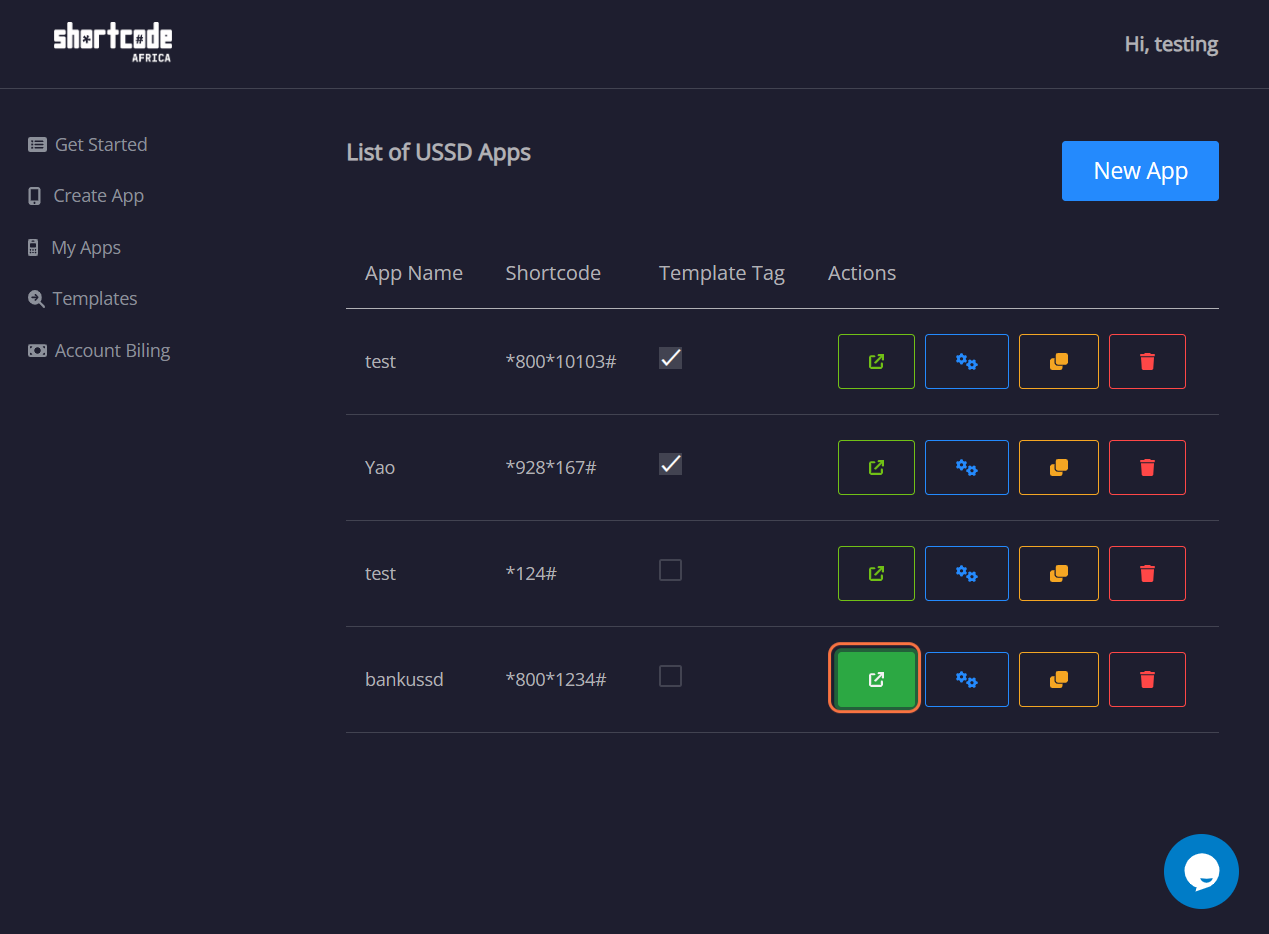 shortcode
AFRICA
Hi, testing
Get Started
Create App
My Apps
Templates
Account Biling
List of USSD Apps
New App
App Name Shortcode Template Tag Actions
test *800*10103#
Yao *928*167#
test *124#
bankussd *800*1234#